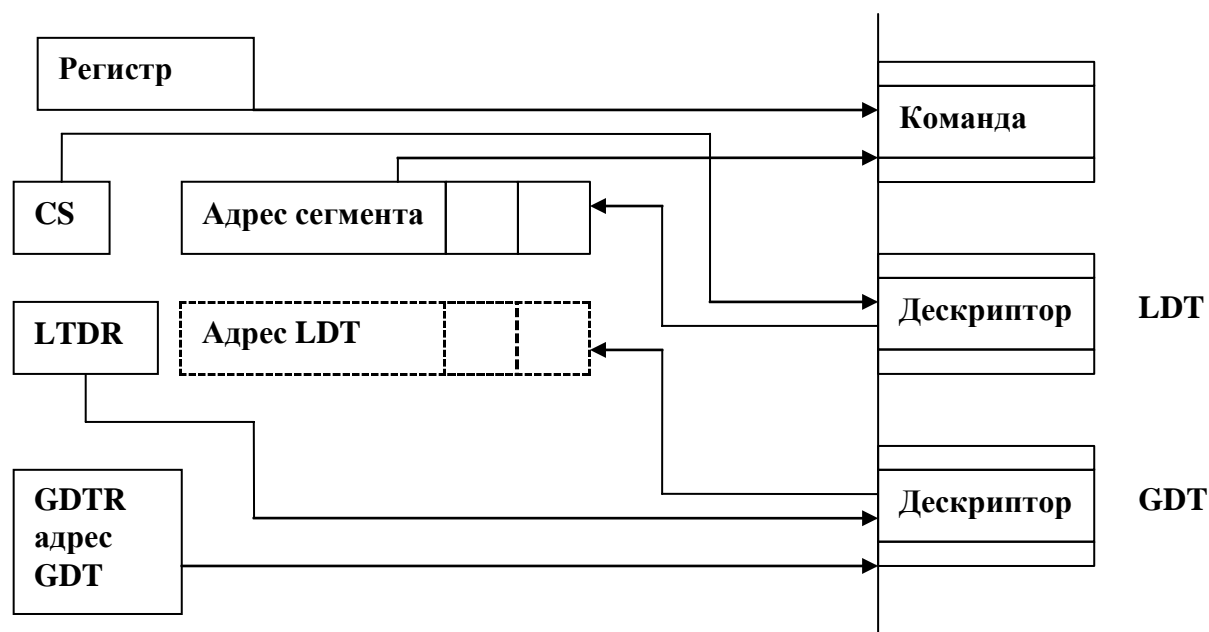 Регистр
Команда
CS
Адрес сегмента
Дескриптор
LDT
LTDR
Адрес LDT
GDTR
адрес
GDT
Дескриптор
GDT